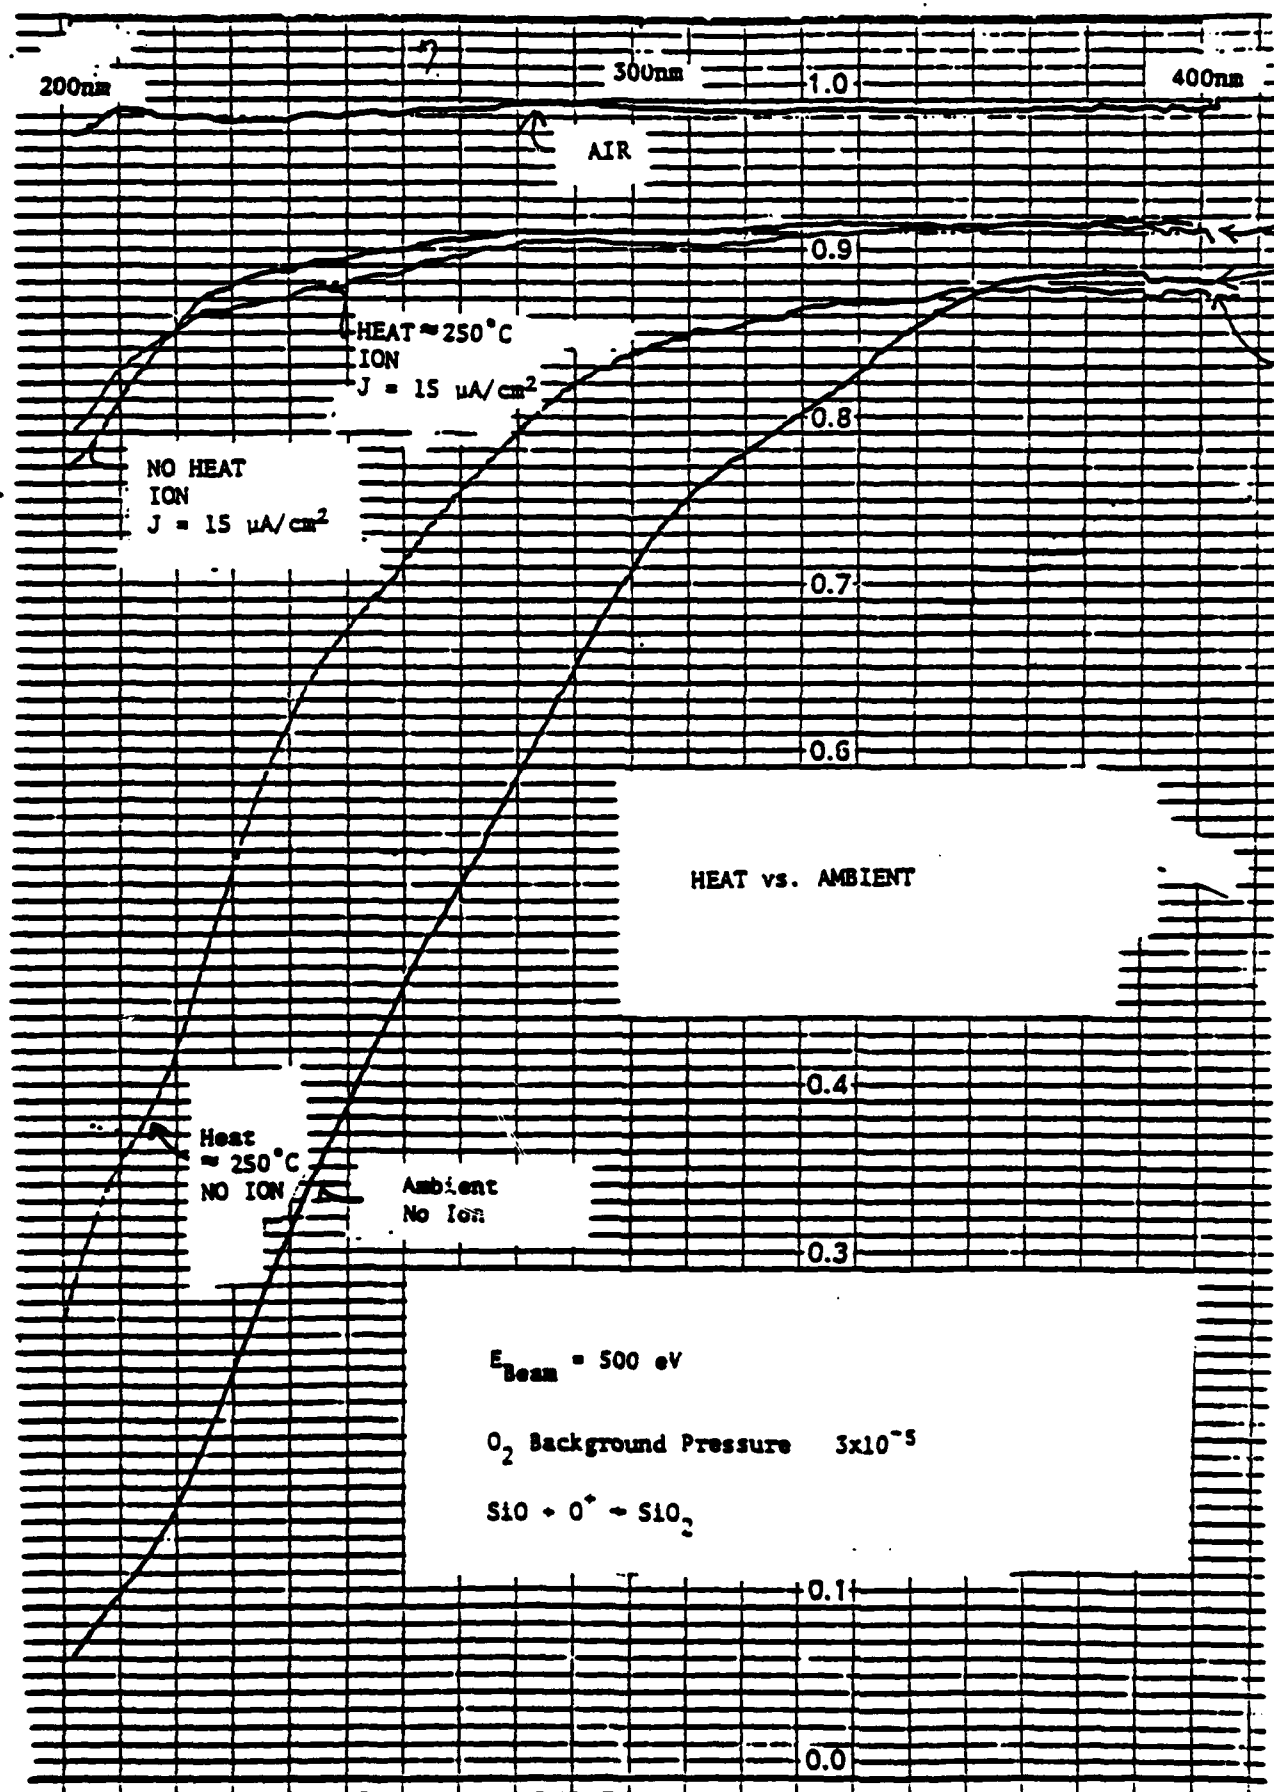 200nm
300nm
1.0
400nm
AIR
0.9
HEAT ≈ 250°C
ION
J = 15 µA/cm²
0.8
NO HEAT
ION
J = 15 µA/cm²
0.7
0.6
HEAT vs. AMBIENT
0.4
Heat
≈ 250°C
NO ION
Ambient
No Ion
0.3
E_Beam = 500 eV
O₂ Background Pressure 3x10⁻⁵
SiO + O⁺ → SiO₂
0.1
0.0